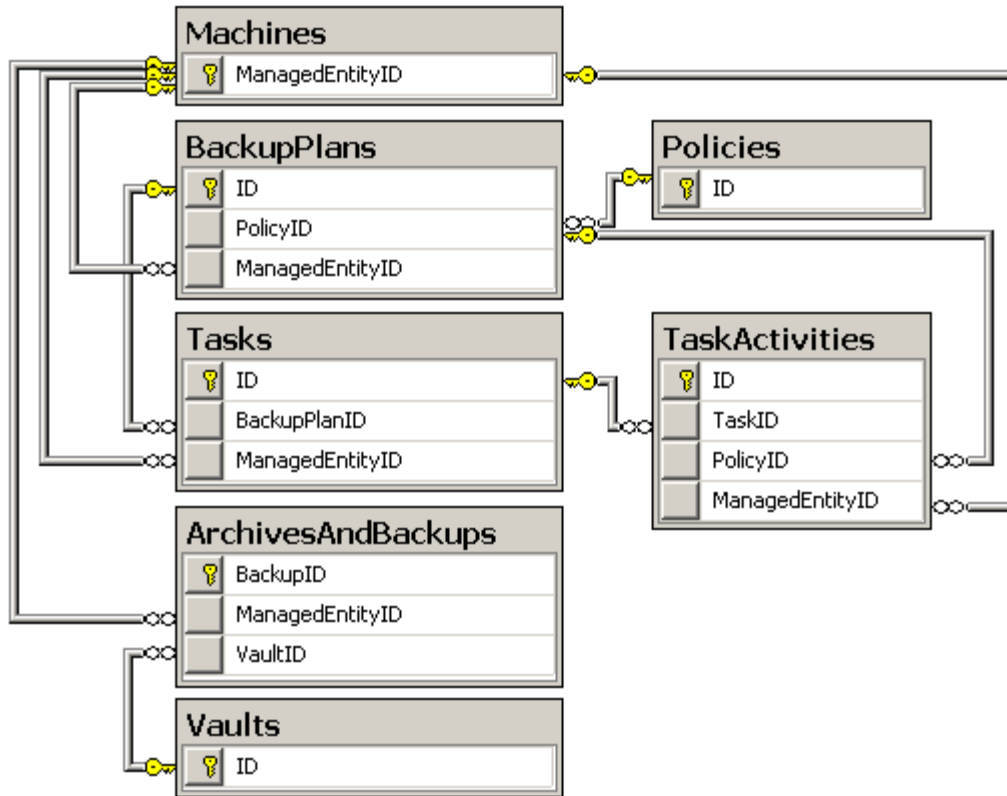 Machines
ManagedEntityID
BackupPlans
ID
PolicyID
ManagedEntityID
Policies
ID
Tasks
ID
BackupPlanID
ManagedEntityID
TaskActivities
ID
TaskID
PolicyID
ManagedEntityID
ArchivesAndBackups
BackupID
ManagedEntityID
VaultID
Vaults
ID